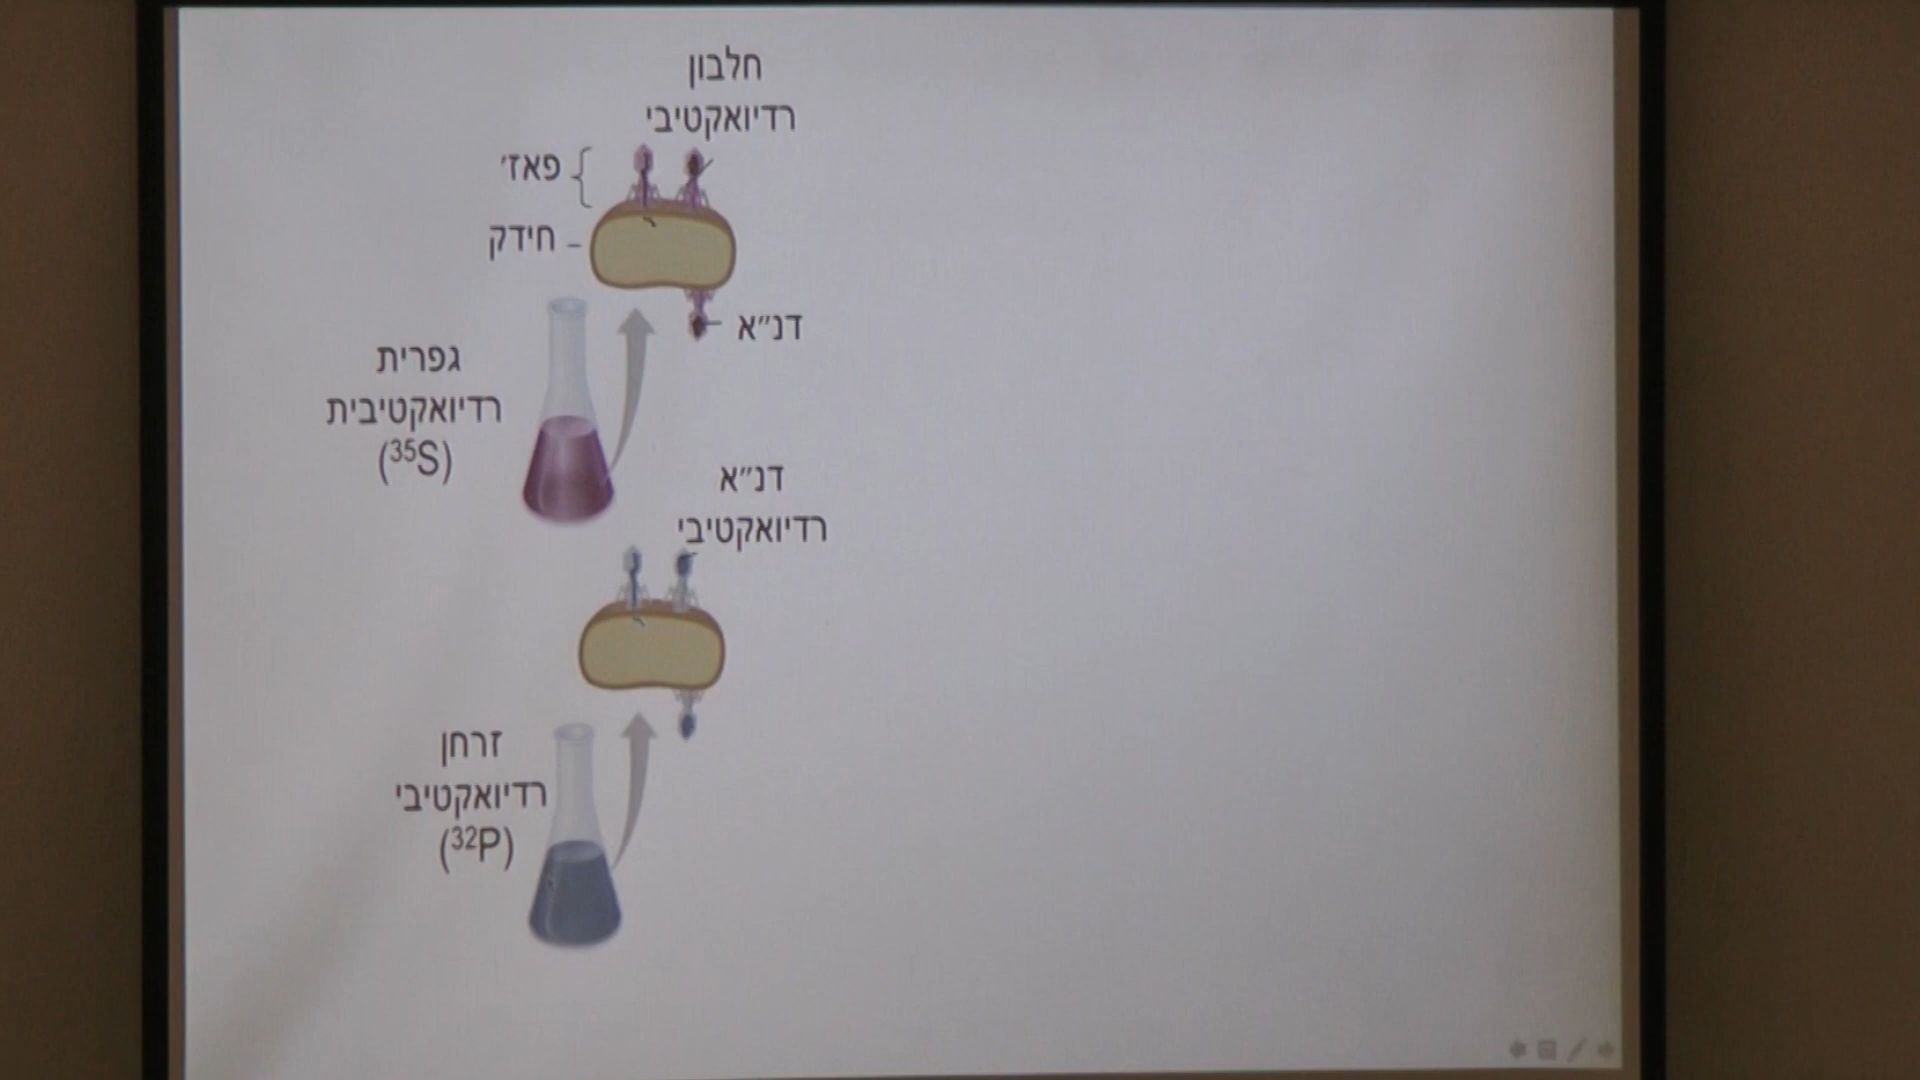 חלבון
רדיואקטיבי
פאז׳
חידק
דנ״א
גפרית
רדיואקטיבית
(³⁵S)
דנ״א
רדיואקטיבי
זרחן
רדיואקטיבי
(³²P)